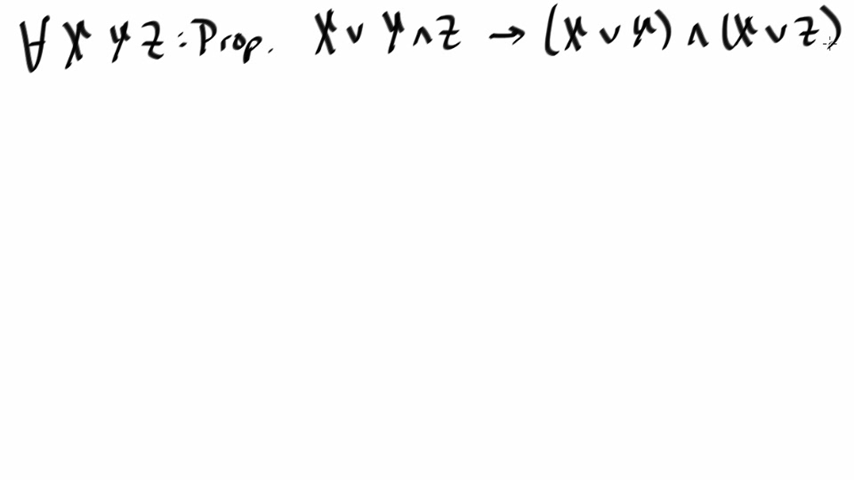 ∀ X Y Z : Prop. X ∨ Y ∧ Z → (X ∨ Y) ∧ (X ∨ Z)